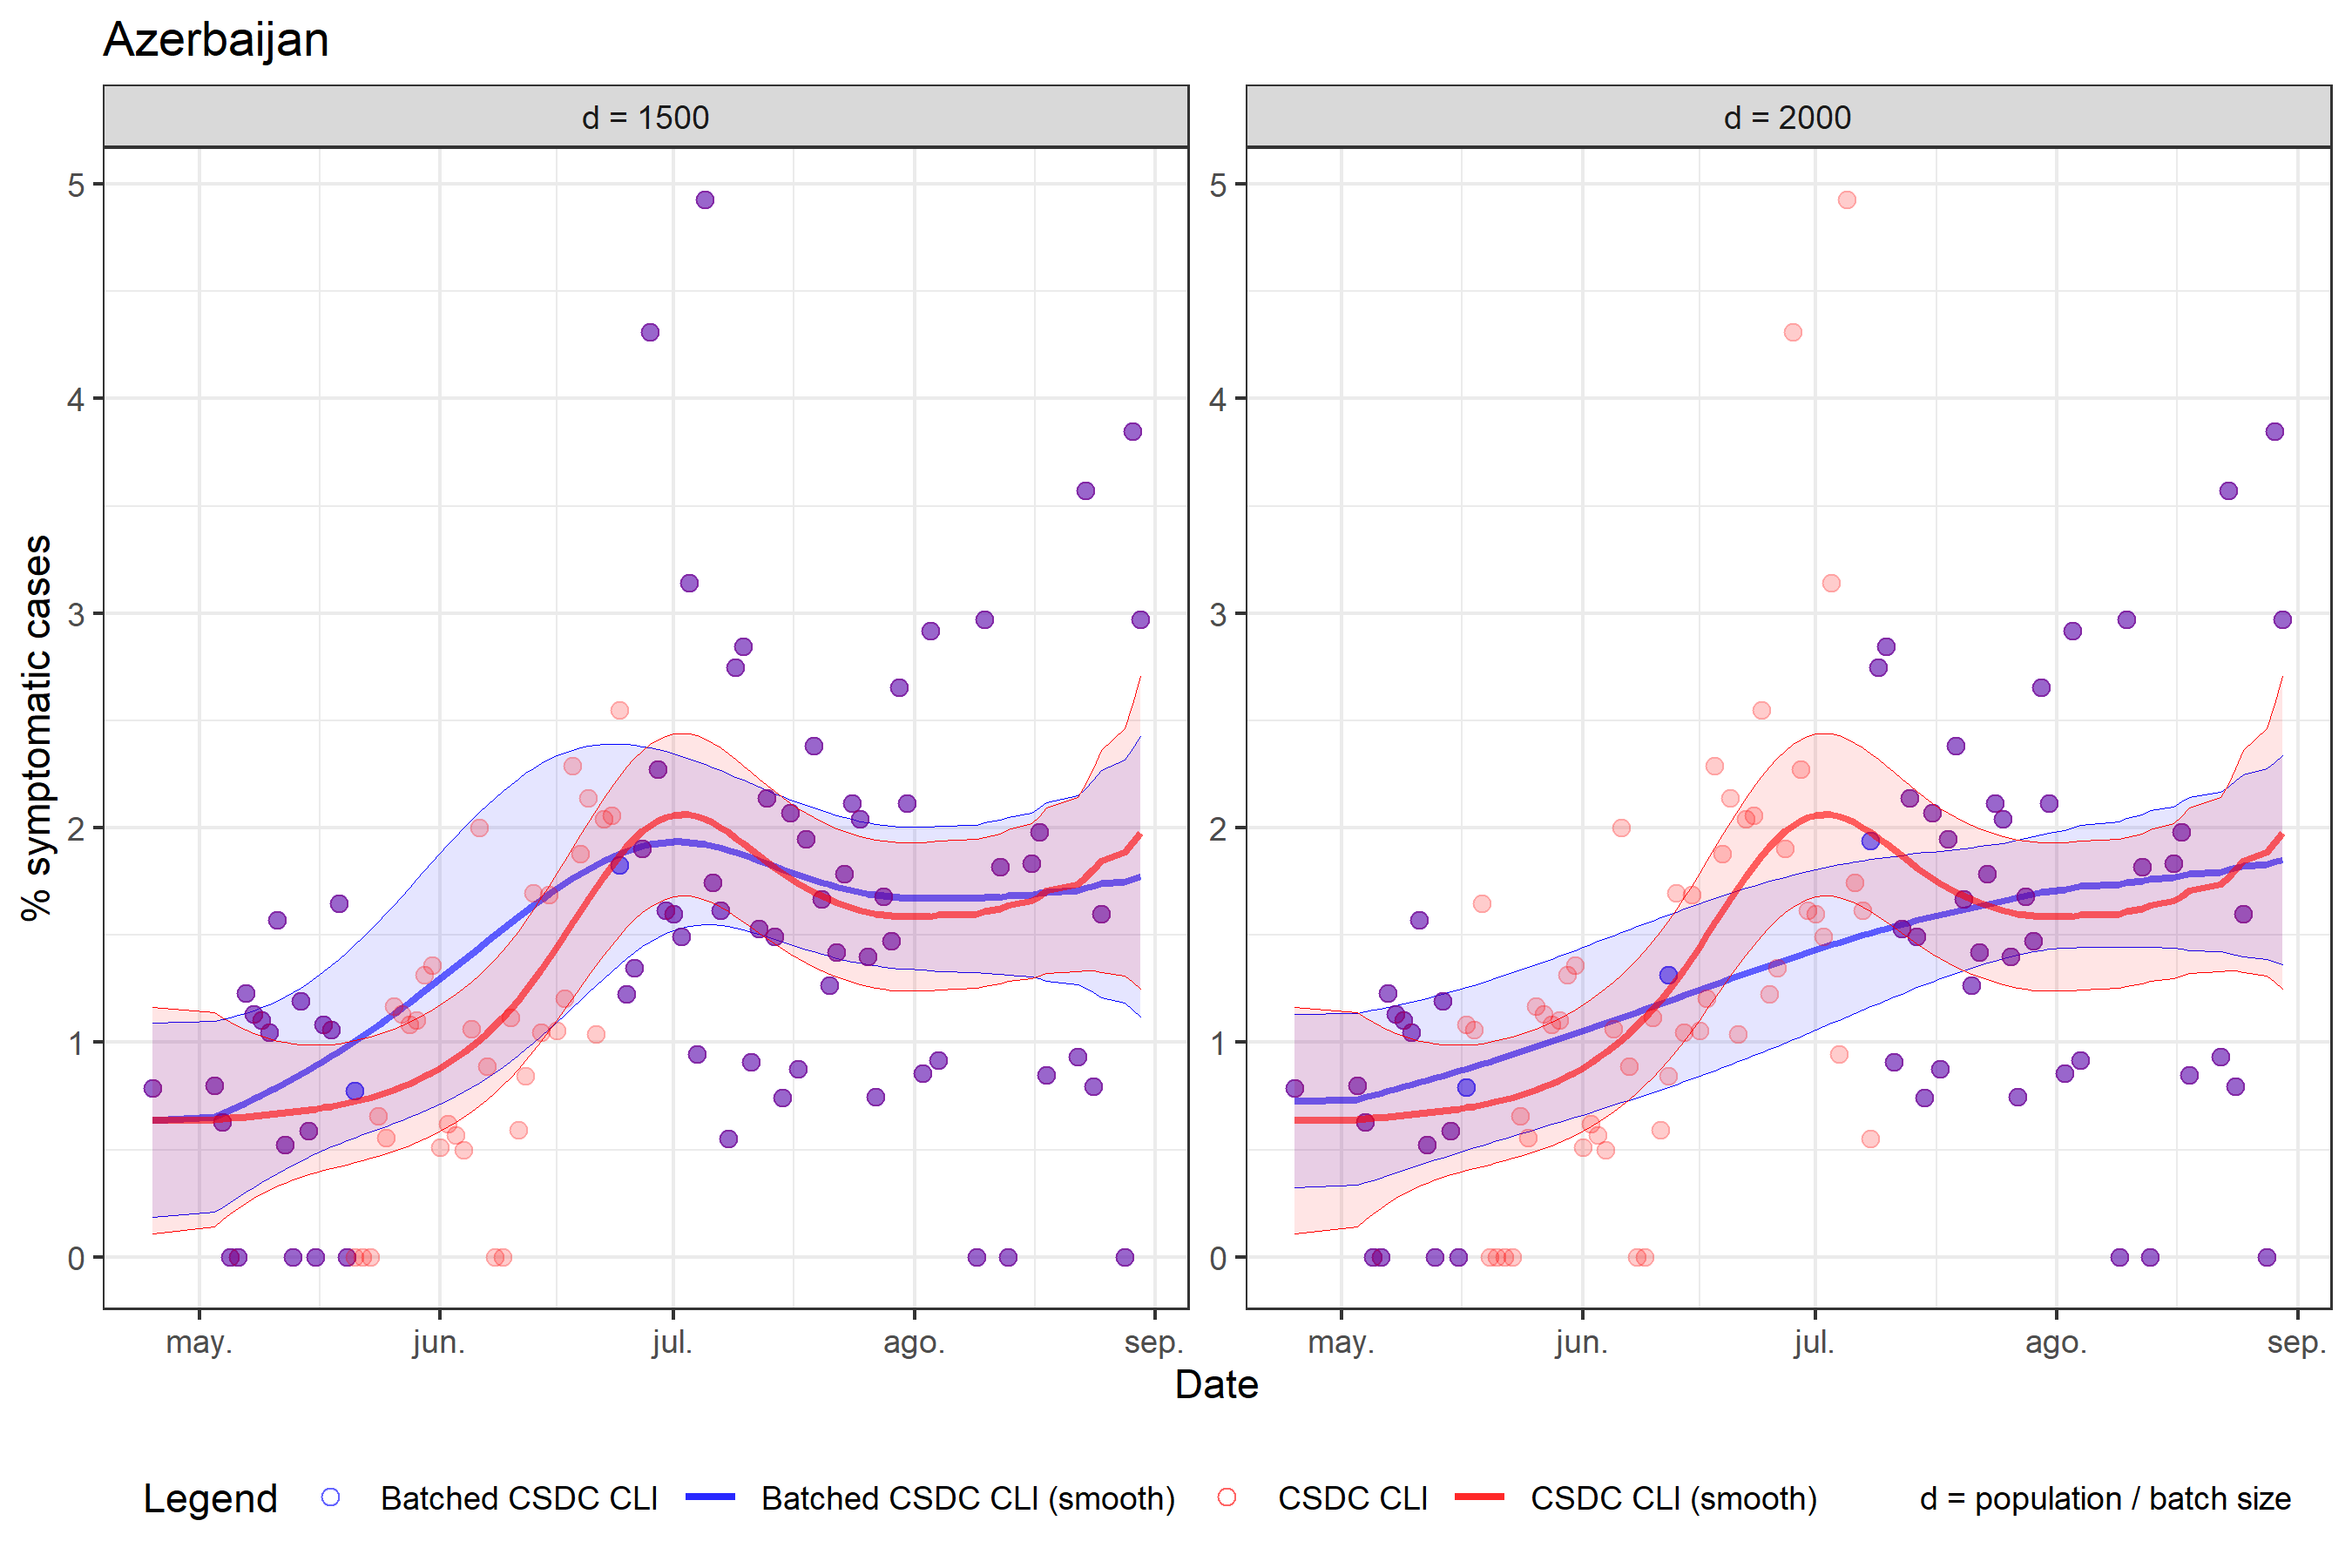 Azerbaijan
d = 1500
d = 2000
% symptomatic cases
5
4
3
2
1
0
5
4
3
2
1
0
may. jun. jul. ago. sep.
may. jun. jul. ago. sep.
Date
Legend Batched CSDC CLI Batched CSDC CLI (smooth) CSDC CLI CSDC CLI (smooth) d = population / batch size